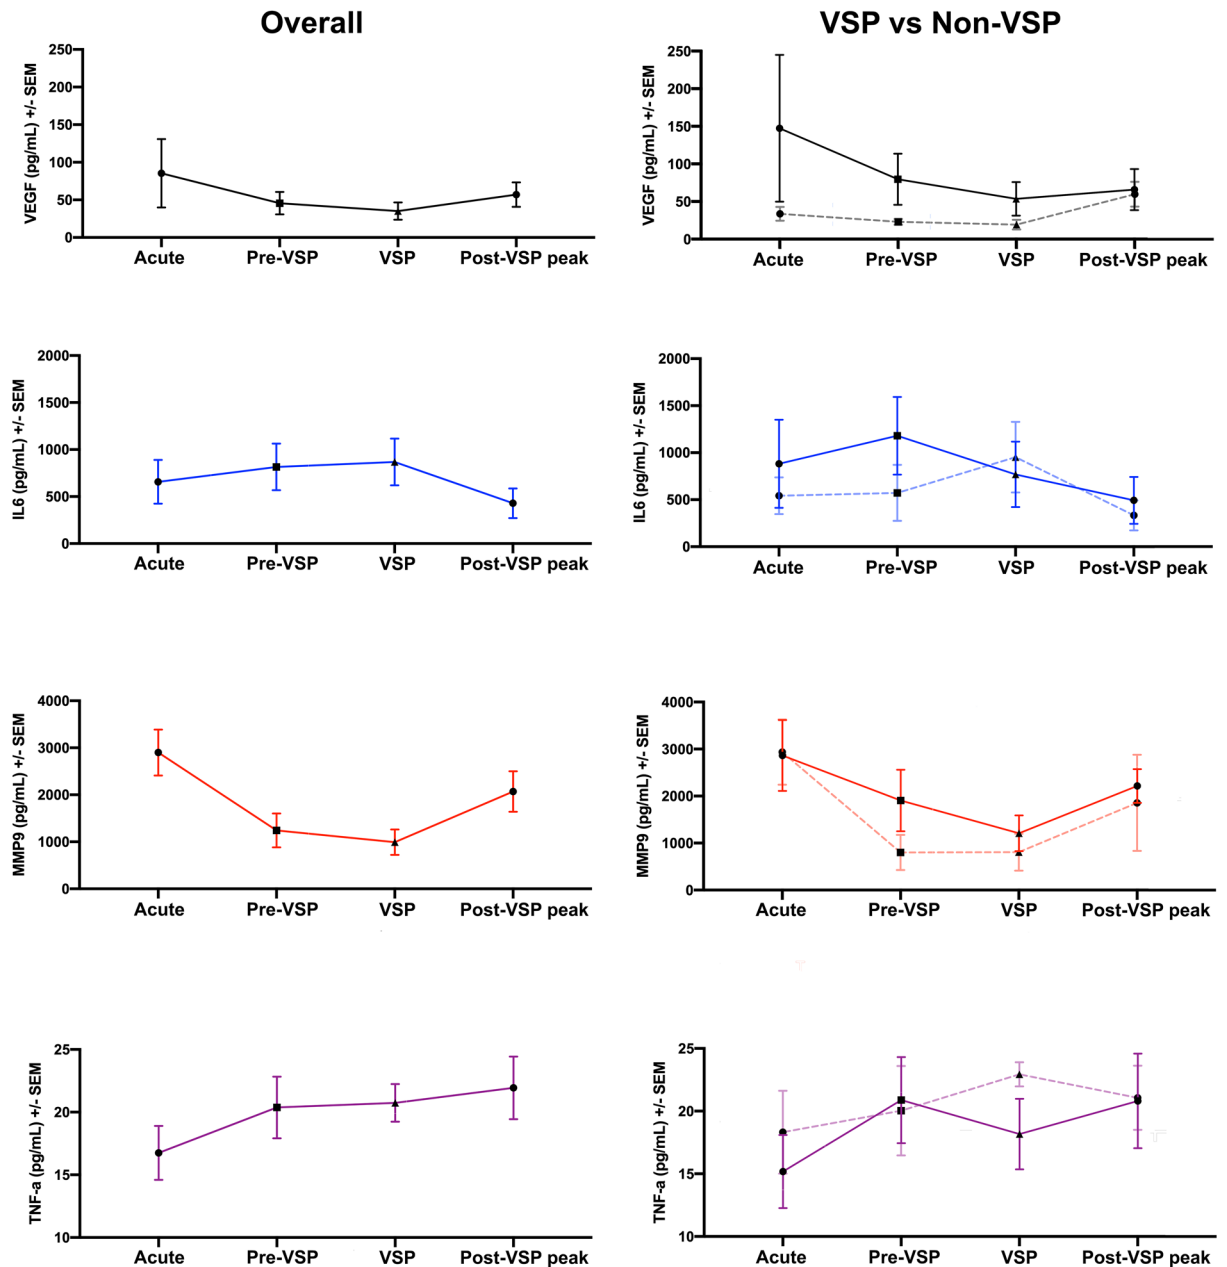 Overall
VSP vs Non-VSP
VEGF (pg/mL) +/- SEM
250
200
150
100
50
0
Acute Pre-VSP VSP Post-VSP peak
VEGF (pg/mL) +/- SEM
250
200
150
100
50
0
Acute Pre-VSP VSP Post-VSP peak
IL6 (pg/mL) +/- SEM
2000
1500
1000
500
0
Acute Pre-VSP VSP Post-VSP peak
IL6 (pg/mL) +/- SEM
2000
1500
1000
500
0
Acute Pre-VSP VSP Post-VSP peak
MMP9 (pg/mL) +/- SEM
4000
3000
2000
1000
0
Acute Pre-VSP VSP Post-VSP peak
MMP9 (pg/mL) +/- SEM
4000
3000
2000
1000
0
Acute Pre-VSP VSP Post-VSP peak
TNF-a (pg/mL) +/- SEM
25
20
15
10
Acute Pre-VSP VSP Post-VSP peak
TNF-a (pg/mL) +/- SEM
25
20
15
10
Acute Pre-VSP VSP Post-VSP peak